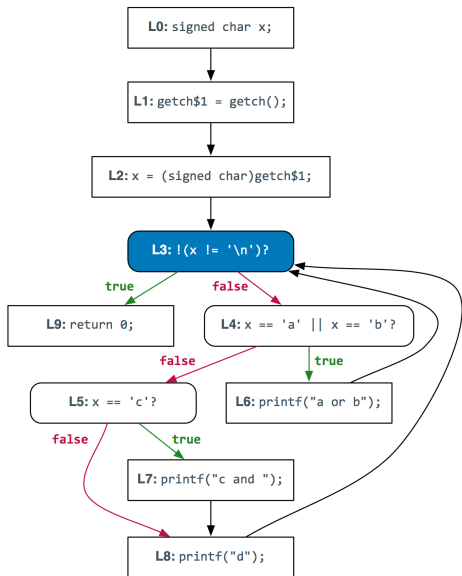 L0: signed char x;
L1: getch$1 = getch();
L2: x = (signed char)getch$1;
L3: !(x != '\n')?
true
false
L9: return 0;
L4: x == 'a' || x == 'b'?
false
true
L5: x == 'c'?
L6: printf("a or b");
false
true
L7: printf("c and ");
L8: printf("d");